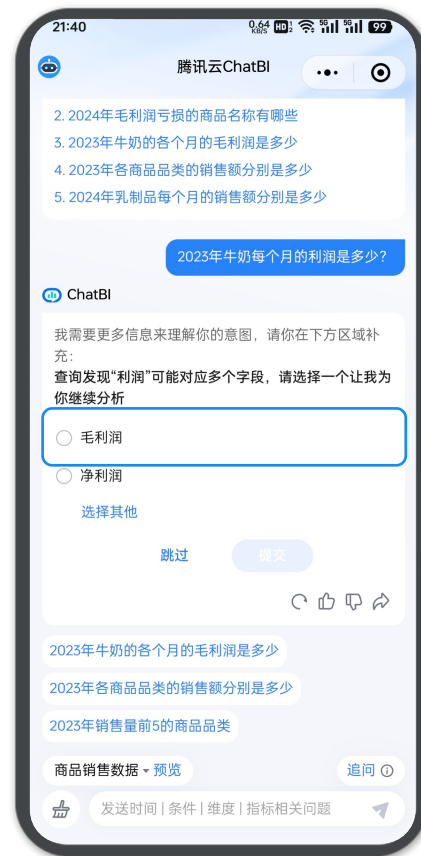 21:40
0.64 KB/S HD 5G 5G 99
腾讯云ChatBI
2. 2024年毛利润亏损的商品名称有哪些
3. 2023年牛奶的各个月的毛利润是多少
4. 2023年各商品品类的销售额分别是多少
5. 2024年乳制品每个月的销售额分别是多少
2023年牛奶每个月的利润是多少?
ChatBI
我需要更多信息来理解你的意图，请你在下方区域补
充：
查询发现“利润”可能对应多个字段，请选择一个让我为
你继续分析
毛利润
净利润
选择其他
跳过
提交
2023年牛奶的各个月的毛利润是多少
2023年各商品品类的销售额分别是多少
2023年销售量前5的商品品类
商品销售数据 预览
追问
发送时间 | 条件 | 维度 | 指标相关问题